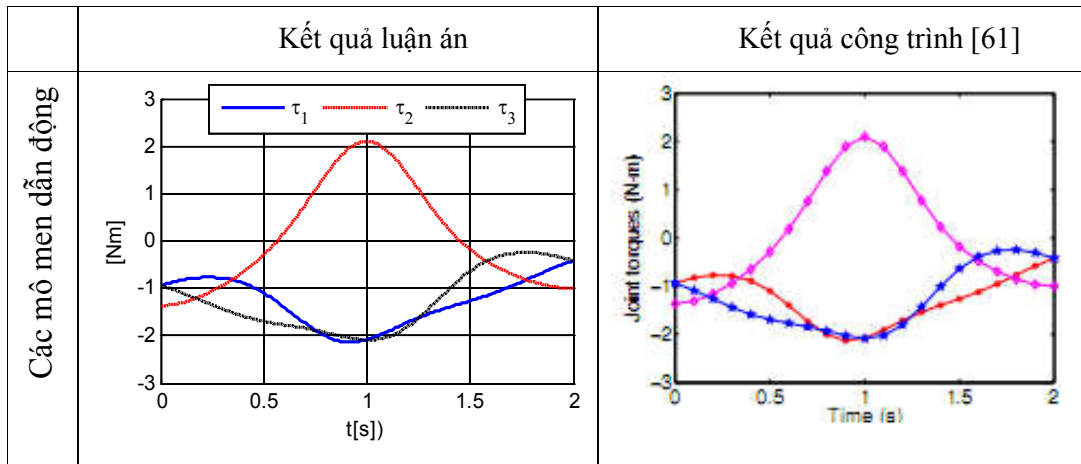 Kết quả luận án
Kết quả công trình [61]
Các mô men dẫn động
τ1 τ2 τ3
[Nm]
3
2
1
0
-1
-2
-3
0 0.5 1 1.5 2
t[s])
Joint torques (N-m)
3
2
1
0
-1
-2
-3
0 0.5 1 1.5 2
Time (s)